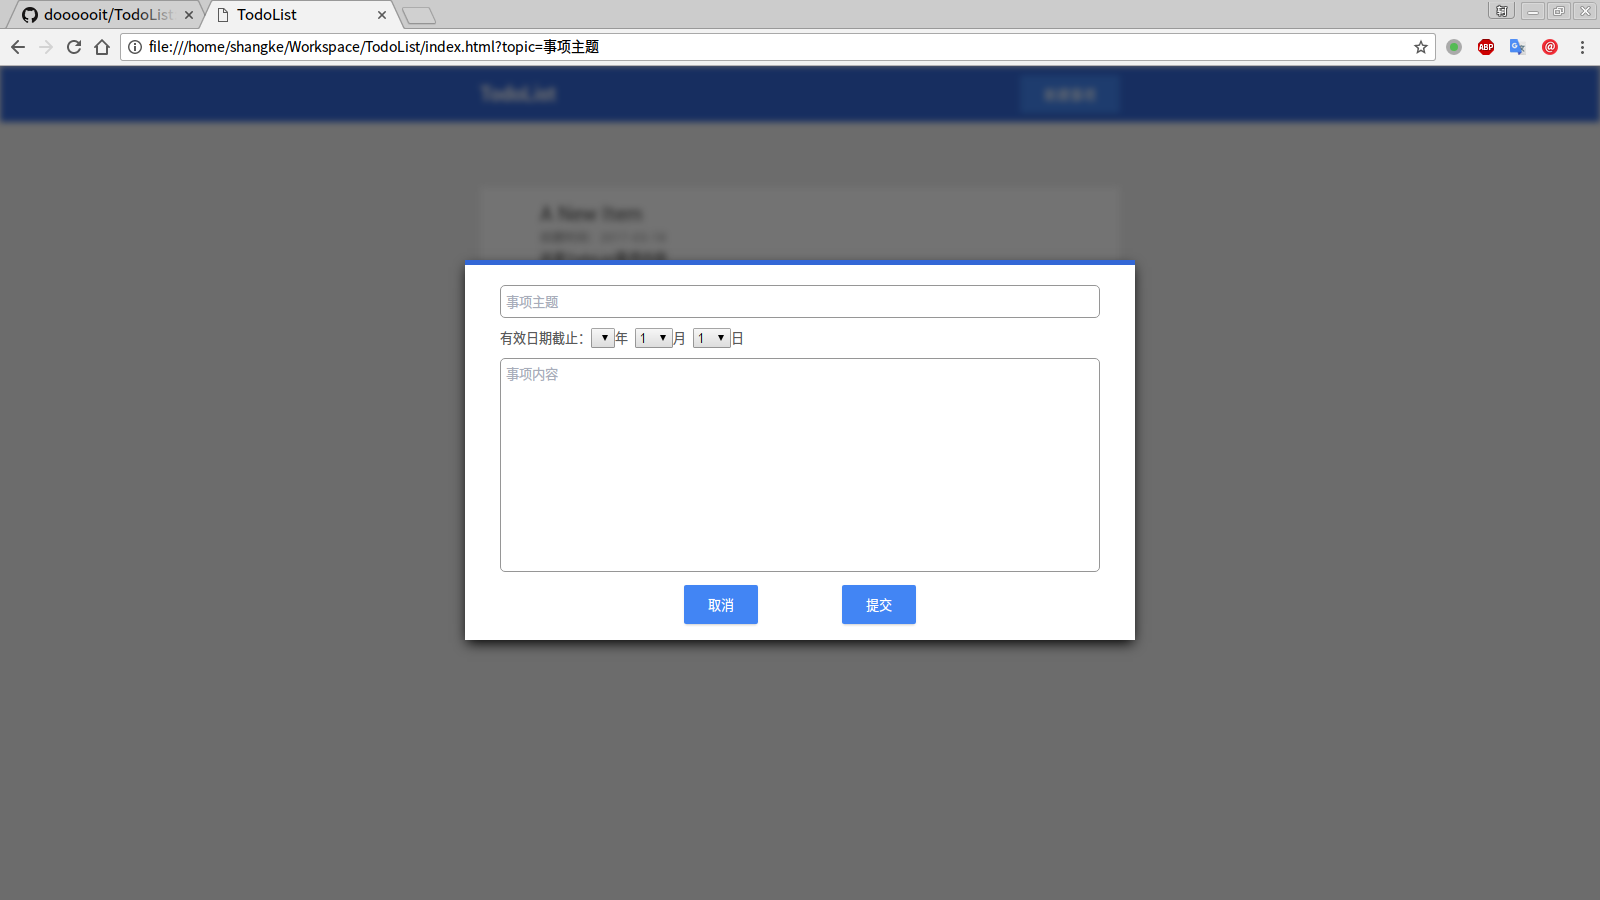 doooooit/TodoList
TodoList
file:///home/shangke/Workspace/TodoList/index.html?topic=事项主题
ABP
TodoList
A New Item
事项主题
有效日期截止: 年 1 月 1 日
事项内容
取消 提交